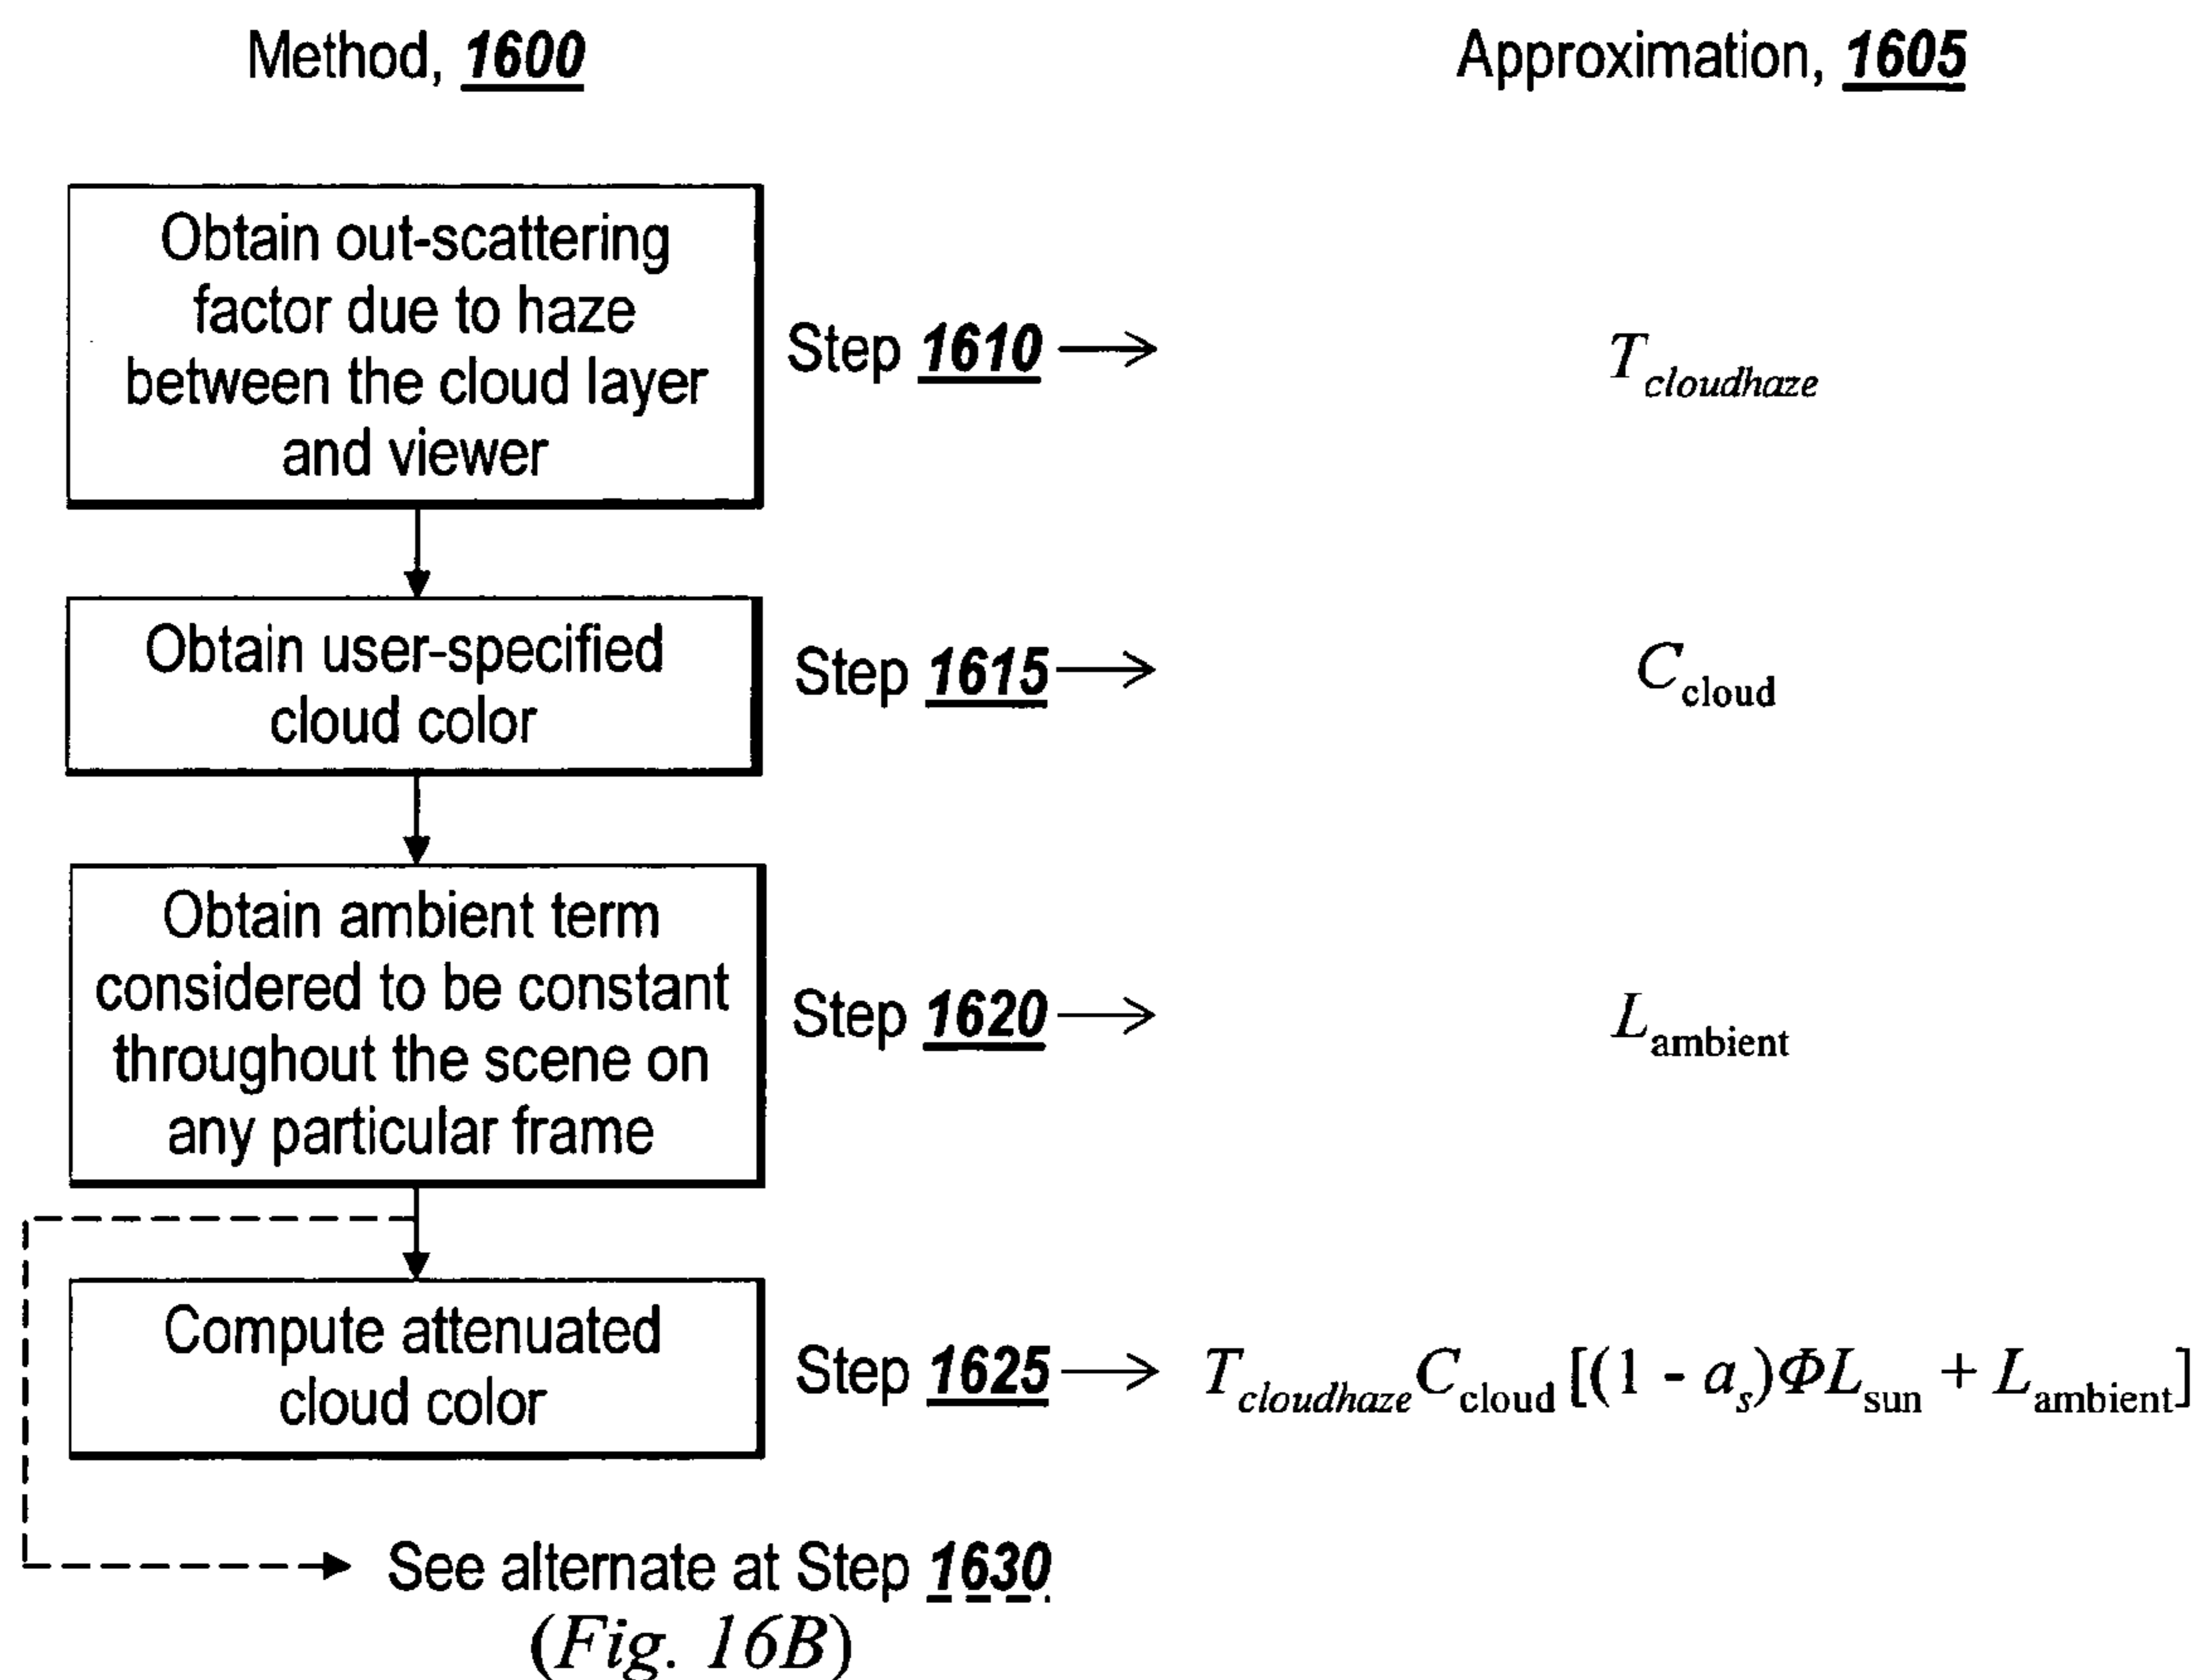 Method, 1600
Approximation, 1605
Obtain out-scattering
factor due to haze
between the cloud layer
and viewer
Step 1610
T_cloudhaze
Obtain user-specified
cloud color
Step 1615
C_cloud
Obtain ambient term
considered to be constant
throughout the scene on
any particular frame
Step 1620
L_ambient
Compute attenuated
cloud color
Step 1625
T_cloudhaze C_cloud [(1 - a_s)ΦL_sun + L_ambient]
See alternate at Step 1630
(Fig. 16B)